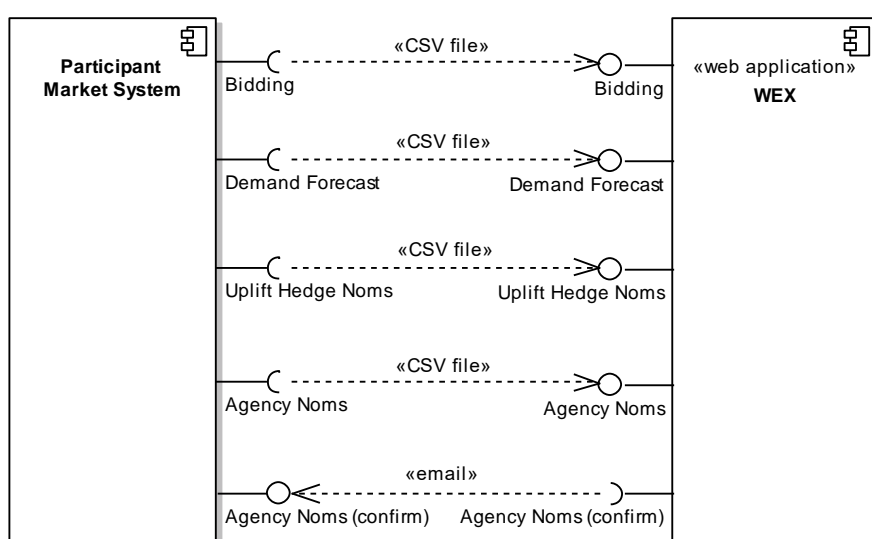 Participant
Market System
«CSV file»
Bidding
Bidding
«web application»
WEX
«CSV file»
Demand Forecast
Demand Forecast
«CSV file»
Uplift Hedge Noms
Uplift Hedge Noms
«CSV file»
Agency Noms
Agency Noms
«email»
Agency Noms (confirm)
Agency Noms (confirm)